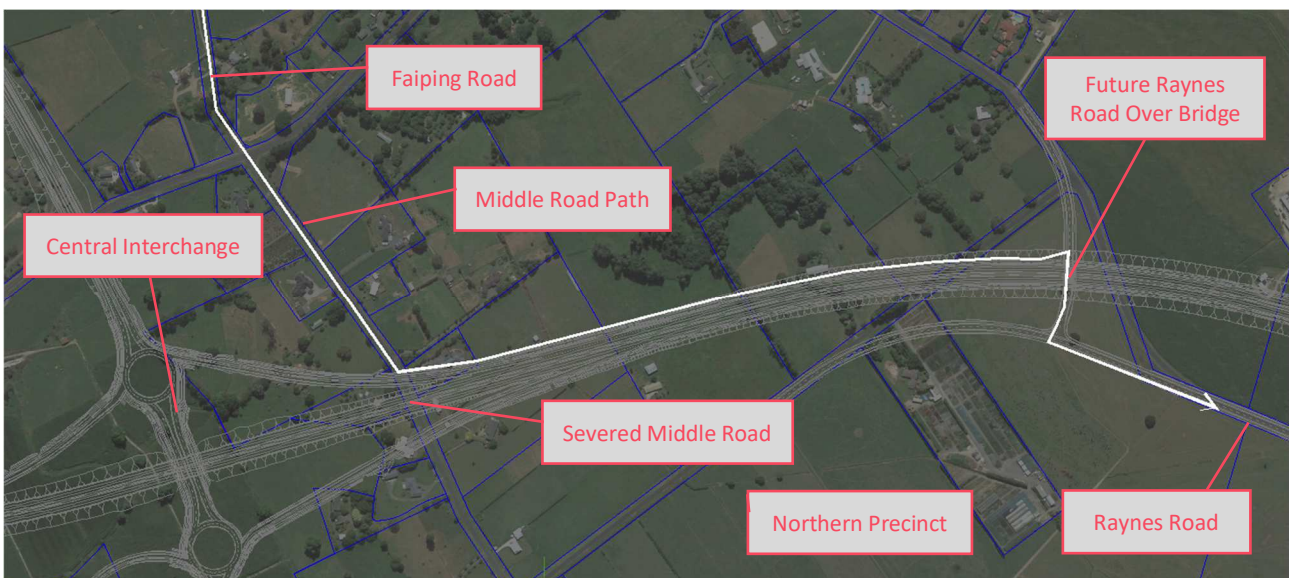 Faiping Road
Future Raynes
Road Over Bridge
Middle Road Path
Central Interchange
Severed Middle Road
Northern Precinct
Raynes Road